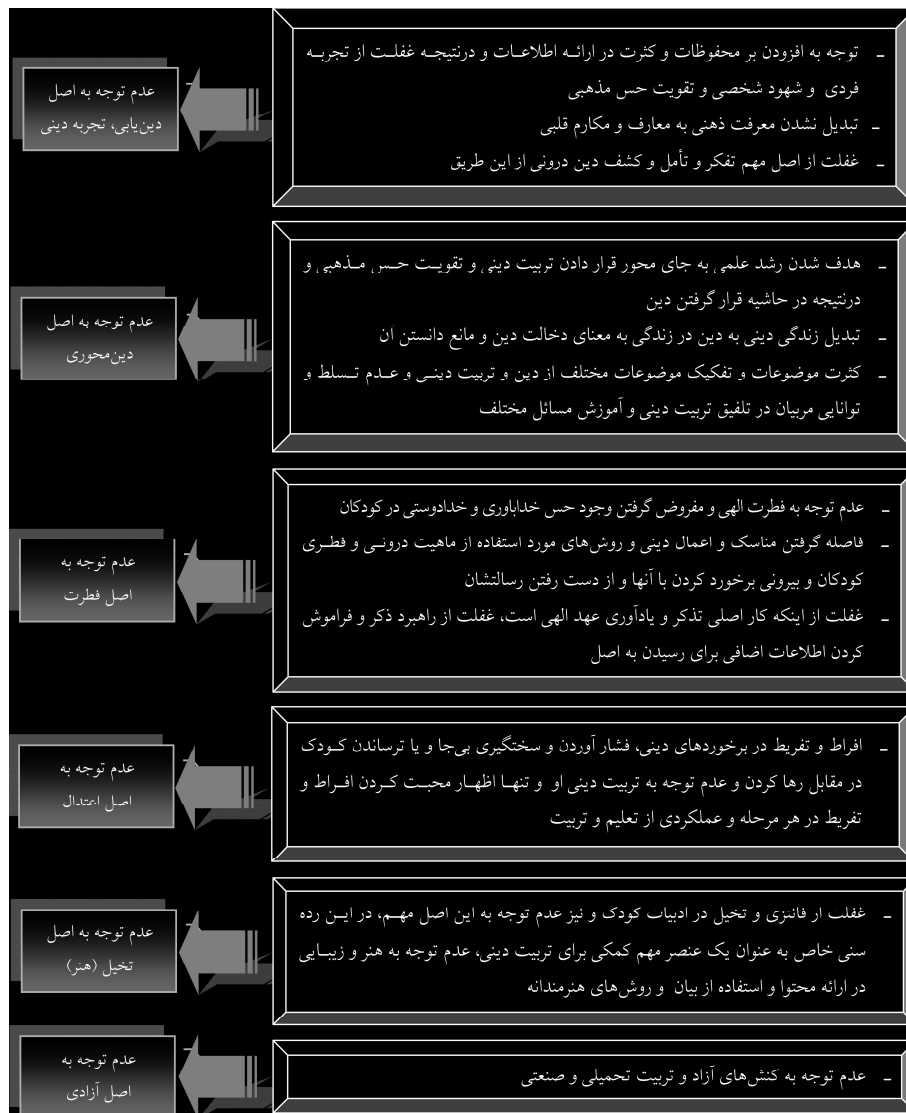 ـ توجه به افزودن بر محفوظات و کثرت در ارائه اطلاعات و درنتیجه غفلت از تجربه
فردی و شهود شخصی و تقویت حس مذهبی
ـ تبدیل نشدن معرفت ذهنی به معارف و مکارم قلبی
ـ غفلت از اصل مهم تفکر و تأمل و کشف دین درونی از این طریق
عدم توجه به اصل
دین‌یابی، تجربه دینی
ـ هدف شدن رشد علمی به جای محور قرار دادن تربیت دینی و تقویت حس مذهبی و
درنتیجه در حاشیه قرار گرفتن دین
ـ تبدیل زندگی دینی به دین در زندگی به معنای دخالت دین و مانع دانستن آن
ـ کثرت موضوعات و تفکیک موضوعات مختلف از دین و تربیت دینی و عدم تسلط و
توانایی مربیان در تلفیق تربیت دینی و آموزش مسائل مختلف
عدم توجه به اصل
دین‌محوری
ـ عدم توجه به فطرت الهی و مفروض گرفتن وجود حس خداباوری و خدادوستی در کودکان
ـ فاصله گرفتن مناسک و اعمال دینی و روش‌های مورد استفاده از ماهیت درونی و فطری
کودکان و بیرونی برخورد کردن با آنها و از دست رفتن رسالتشان
ـ غفلت از اینکه کار اصلی تذکر و یادآوری عهد الهی است، غفلت از راهبرد ذکر و فراموش
کردن اطلاعات اضافی برای رسیدن به اصل
عدم توجه به
اصل فطرت
ـ افراط و تفریط در برخوردهای دینی، فشار آوردن و سختگیری بی‌جا و یا ترساندن کودک
در مقابل رها کردن و عدم توجه به تربیت دینی او و تنها اظهار محبت کردن افراط و
تفریط در هر مرحله و عملکردی از تعلیم و تربیت
عدم توجه به
اصل اعتدال
ـ غفلت از فانتزی و تخیل در ادبیات کودک و نیز عدم توجه به این اصل مهم، در این رده
سنی خاص به عنوان یک عنصر مهم کمکی برای تربیت دینی، عدم توجه به هنر و زیبایی
در ارائه محتوا و استفاده از بیان و روش‌های هنرمندانه
عدم توجه به اصل
تخیل (هنر)
ـ عدم توجه به کنش‌های آزاد و تربیت تحمیلی و صنعتی
عدم توجه به
اصل آزادی